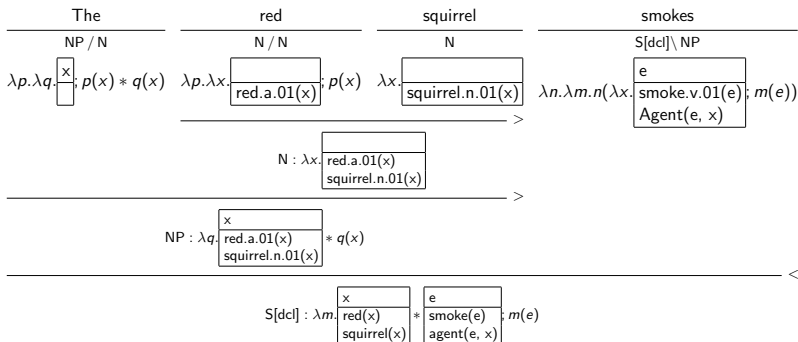 The red squirrel smokes
NP / N N / N N S[dcl]\ NP
λp.λq. x ; p(x) ∗ q(x) λp.λx. red.a.01(x) ; p(x) λx. squirrel.n.01(x) λn.λm.n(λx. e smoke.v.01(e) Agent(e, x) ; m(e))
>
N : λx. red.a.01(x)
squirrel.n.01(x)
>
x
NP : λq. red.a.01(x) ∗ q(x)
squirrel.n.01(x)
<
x e
S[dcl] : λm. red(x) ∗ smoke(e) ; m(e)
squirrel(x) agent(e, x)